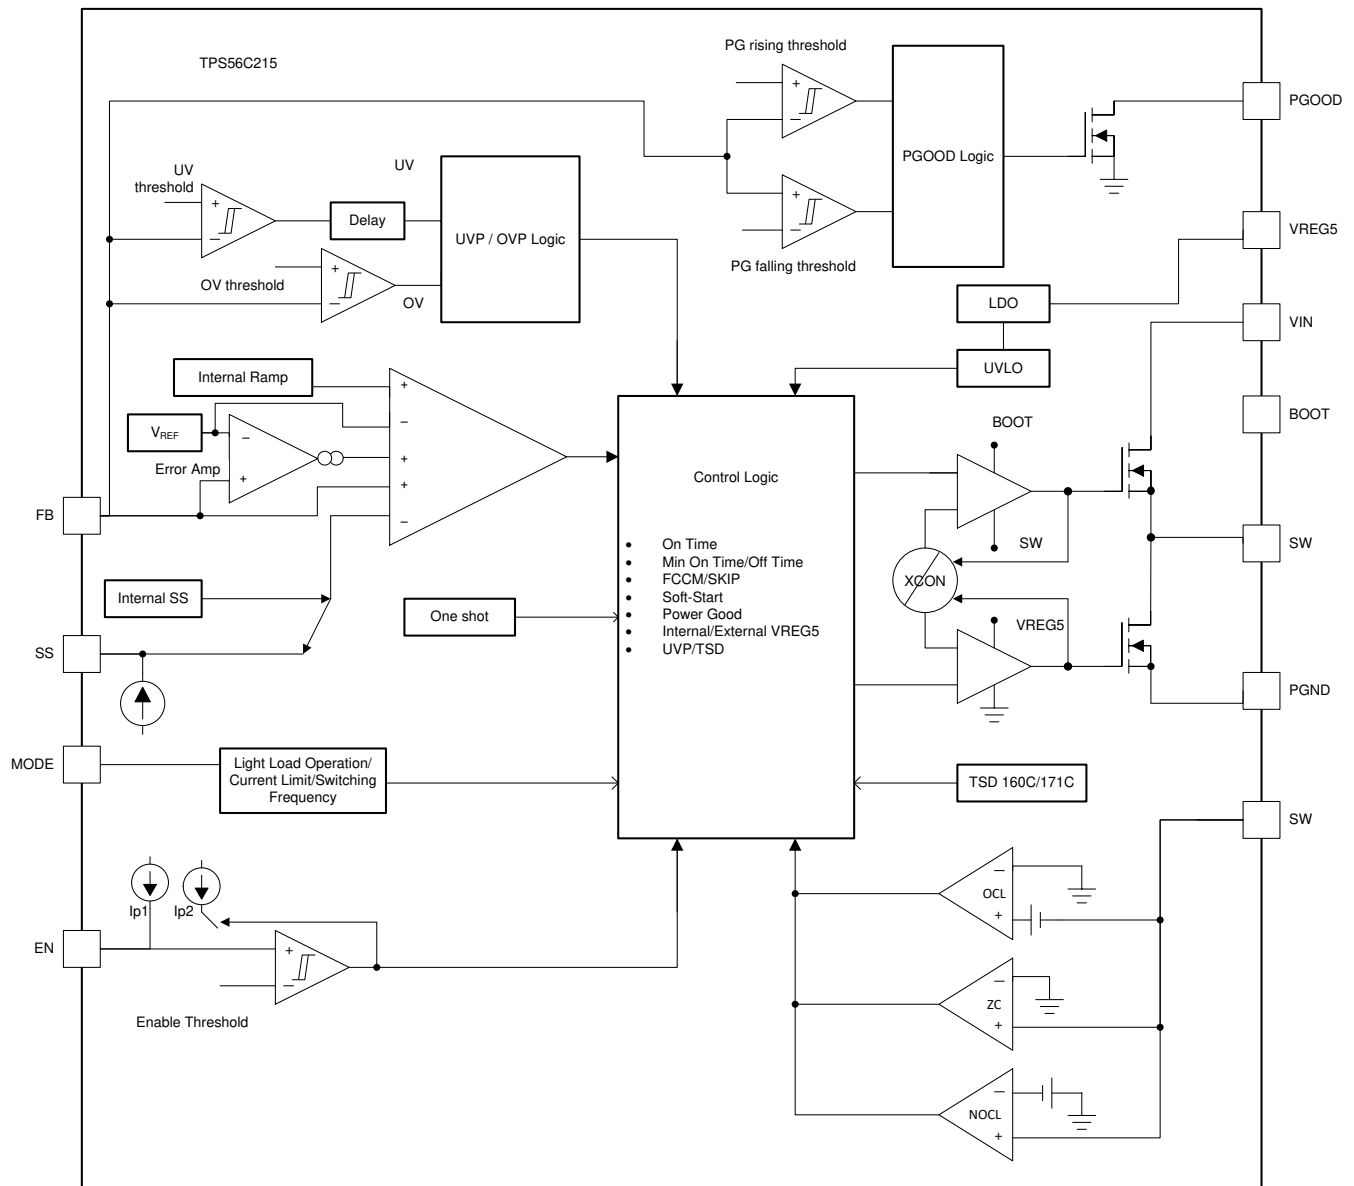 TPS56C215
PG rising threshold
+
−
PGOOD Logic
PGOOD
UV
threshold
+
−
Delay
UV
UVP / OVP Logic
+
−
PG falling threshold
VREG5
OV threshold
+
−
OV
LDO
VIN
UVLO
Internal Ramp
+
−
+
+
−
VREF
−
+
Error Amp
BOOT
BOOT
Control Logic
FB
• On Time
• Min On Time/Off Time
• FCCM/SKIP
• Soft-Start
• Power Good
• Internal/External VREG5
• UVP/TSD
SW
SW
XCON
Internal SS
One shot
VREG5
SS
PGND
MODE
Light Load Operation/
Current Limit/Switching
Frequency
TSD 160C/171C
SW
Ip1
Ip2
−
OCL
+
EN
+
−
Enable Threshold
−
ZC
+
−
NOCL
+